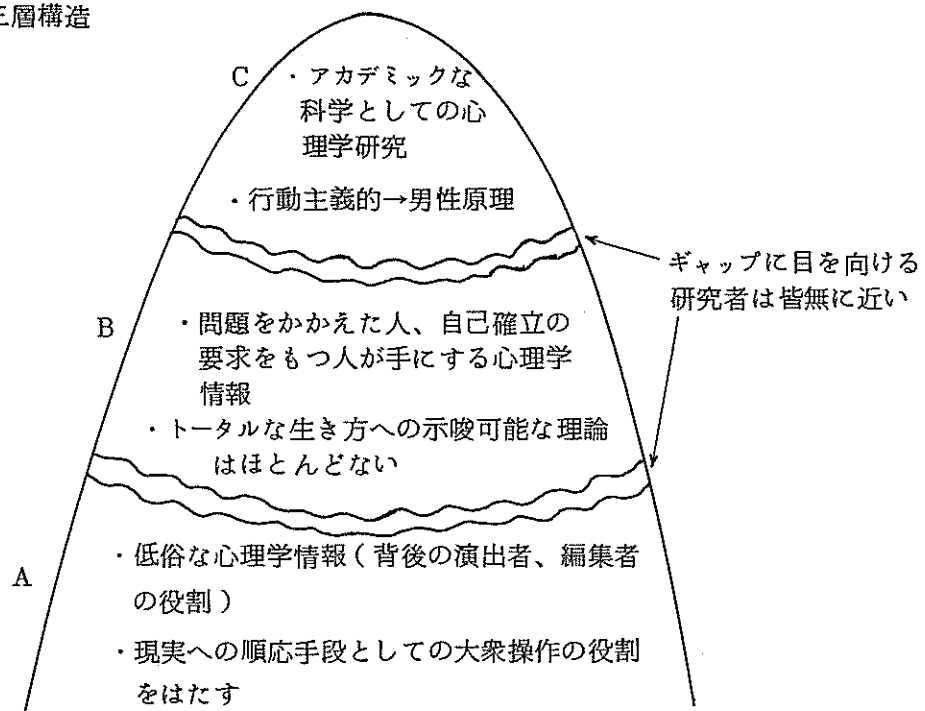 三層構造
C
・アカデミックな
科学としての心
理学研究
・行動主義的→男性原理
ギャップに目を向ける
研究者は皆無に近い
B
・問題をかかえた人、自己確立の
要求をもつ人が手にする心理学
情報
・トータルな生き方への示唆可能な理論
はほとんどない
A
・低俗な心理学情報(背後の演出者、編集者
の役割)
・現実への順応手段としての大衆操作の役割
をはたす